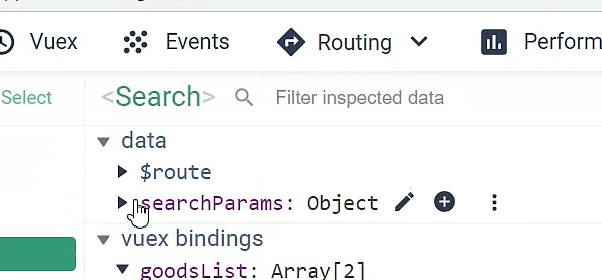 Vuex Events Routing Perform
Select <Search> Filter inspected data
data
$route
searchParams: Object
vuex bindings
goodsList: Array[2]